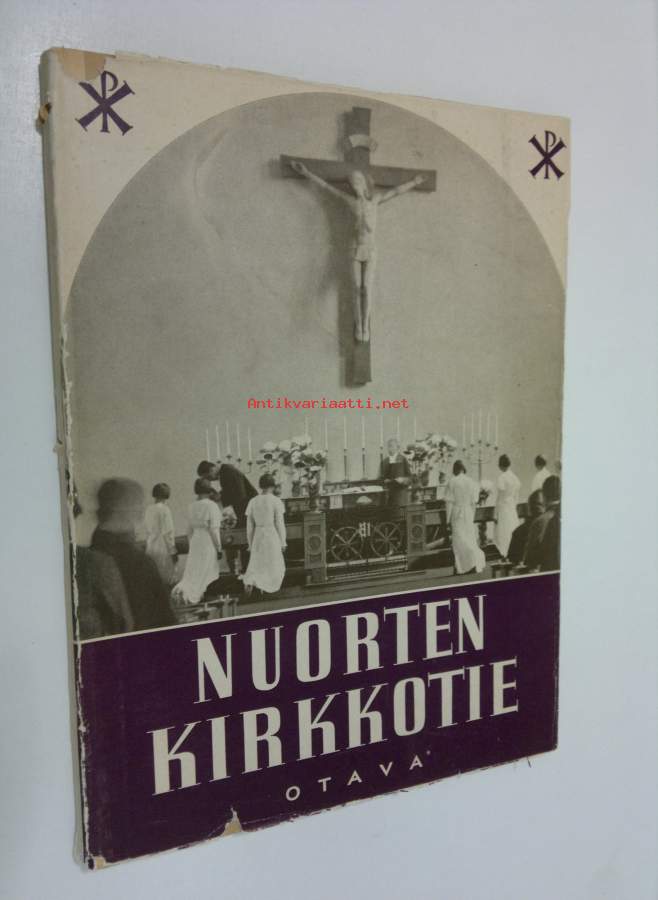 Antikvariaatti.net
NUORTEN
KIRKKOTIE
OTAVA